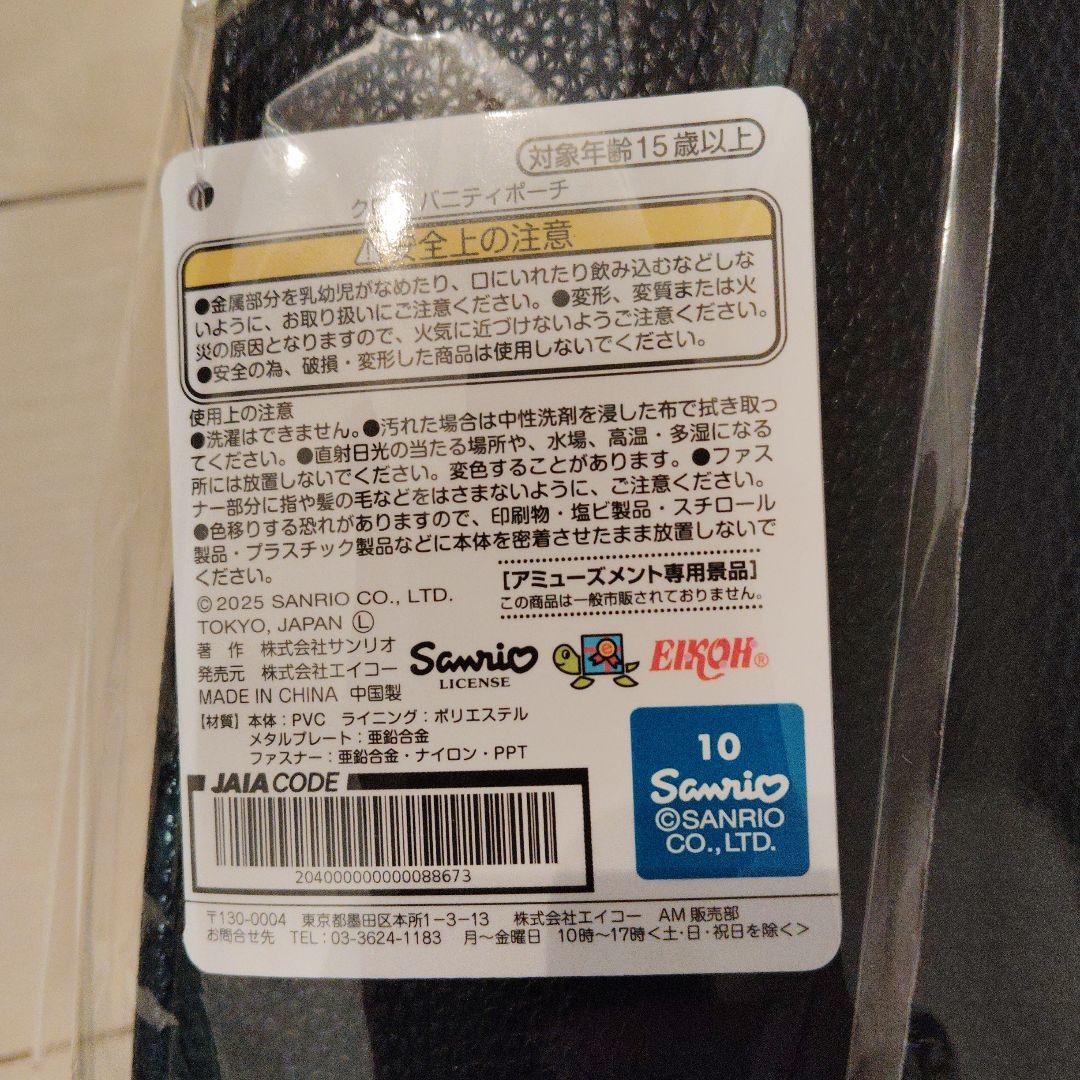 対象年齢15歳以上
バニティポーチ
⚠安全上の注意
●金属部分を乳幼児がなめたり、口にいれたり飲み込むなどしな
いように、お取り扱いにご注意ください。●変形、変質または火
災の原因となりますので、火気に近づけないようご注意ください。
●安全の為、破損・変形した商品は使用しないでください。
使用上の注意
●洗濯はできません。●汚れた場合は中性洗剤を浸した布で拭き取っ
てください。●直射日光の当たる場所や、水場、高温・多湿になる
所には放置しないでください。変色することがあります。●ファス
ナー部分に指や髪の毛などをはさまないように、ご注意ください。
●色移りする恐れがありますので、印刷物・塩ビ製品・スチロール
製品・プラスチック製品などに本体を密着させたまま放置しないで
ください。
[アミューズメント専用景品]
この商品は一般市販されておりません。
© 2025 SANRIO CO., LTD.
TOKYO, JAPAN Ⓛ
著 作 株式会社サンリオ
発売元 株式会社エイコー
MADE IN CHINA 中国製
Sanrio
LICENSE
e
EIKOH®
【材質】本体：PVC ライニング：ポリエステル
メタルプレート：亜鉛合金
ファスナー：亜鉛合金・ナイロン・PPT
JAIA CODE
204000000000088673
10
Sanrio
©SANRIO
CO., LTD.
〒130-0004 東京都墨田区本所1-3-13 株式会社エイコー AM販売部
お問合せ先 TEL：03-3624-1183 月〜金曜日 10時〜17時<土・日・祝日を除く>